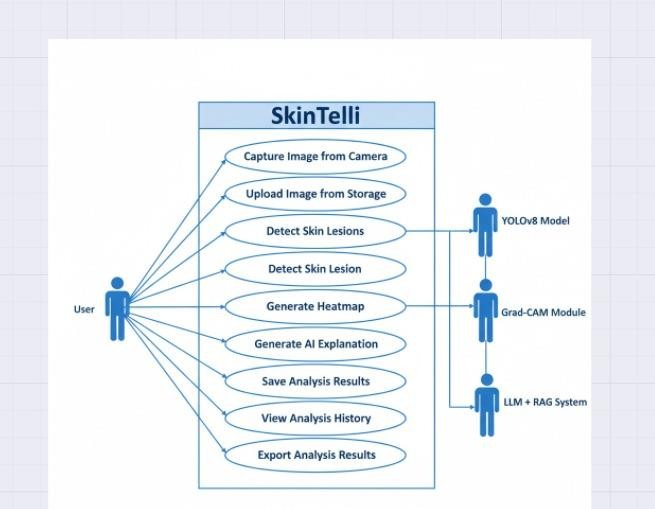 SkinTelli
Capture Image from Camera
Upload Image from Storage
Detect Skin Lesions
Detect Skin Lesion
Generate Heatmap
Generate AI Explanation
Save Analysis Results
View Analysis History
Export Analysis Results
User
YOLOv8 Model
Grad-CAM Module
LLM + RAG System